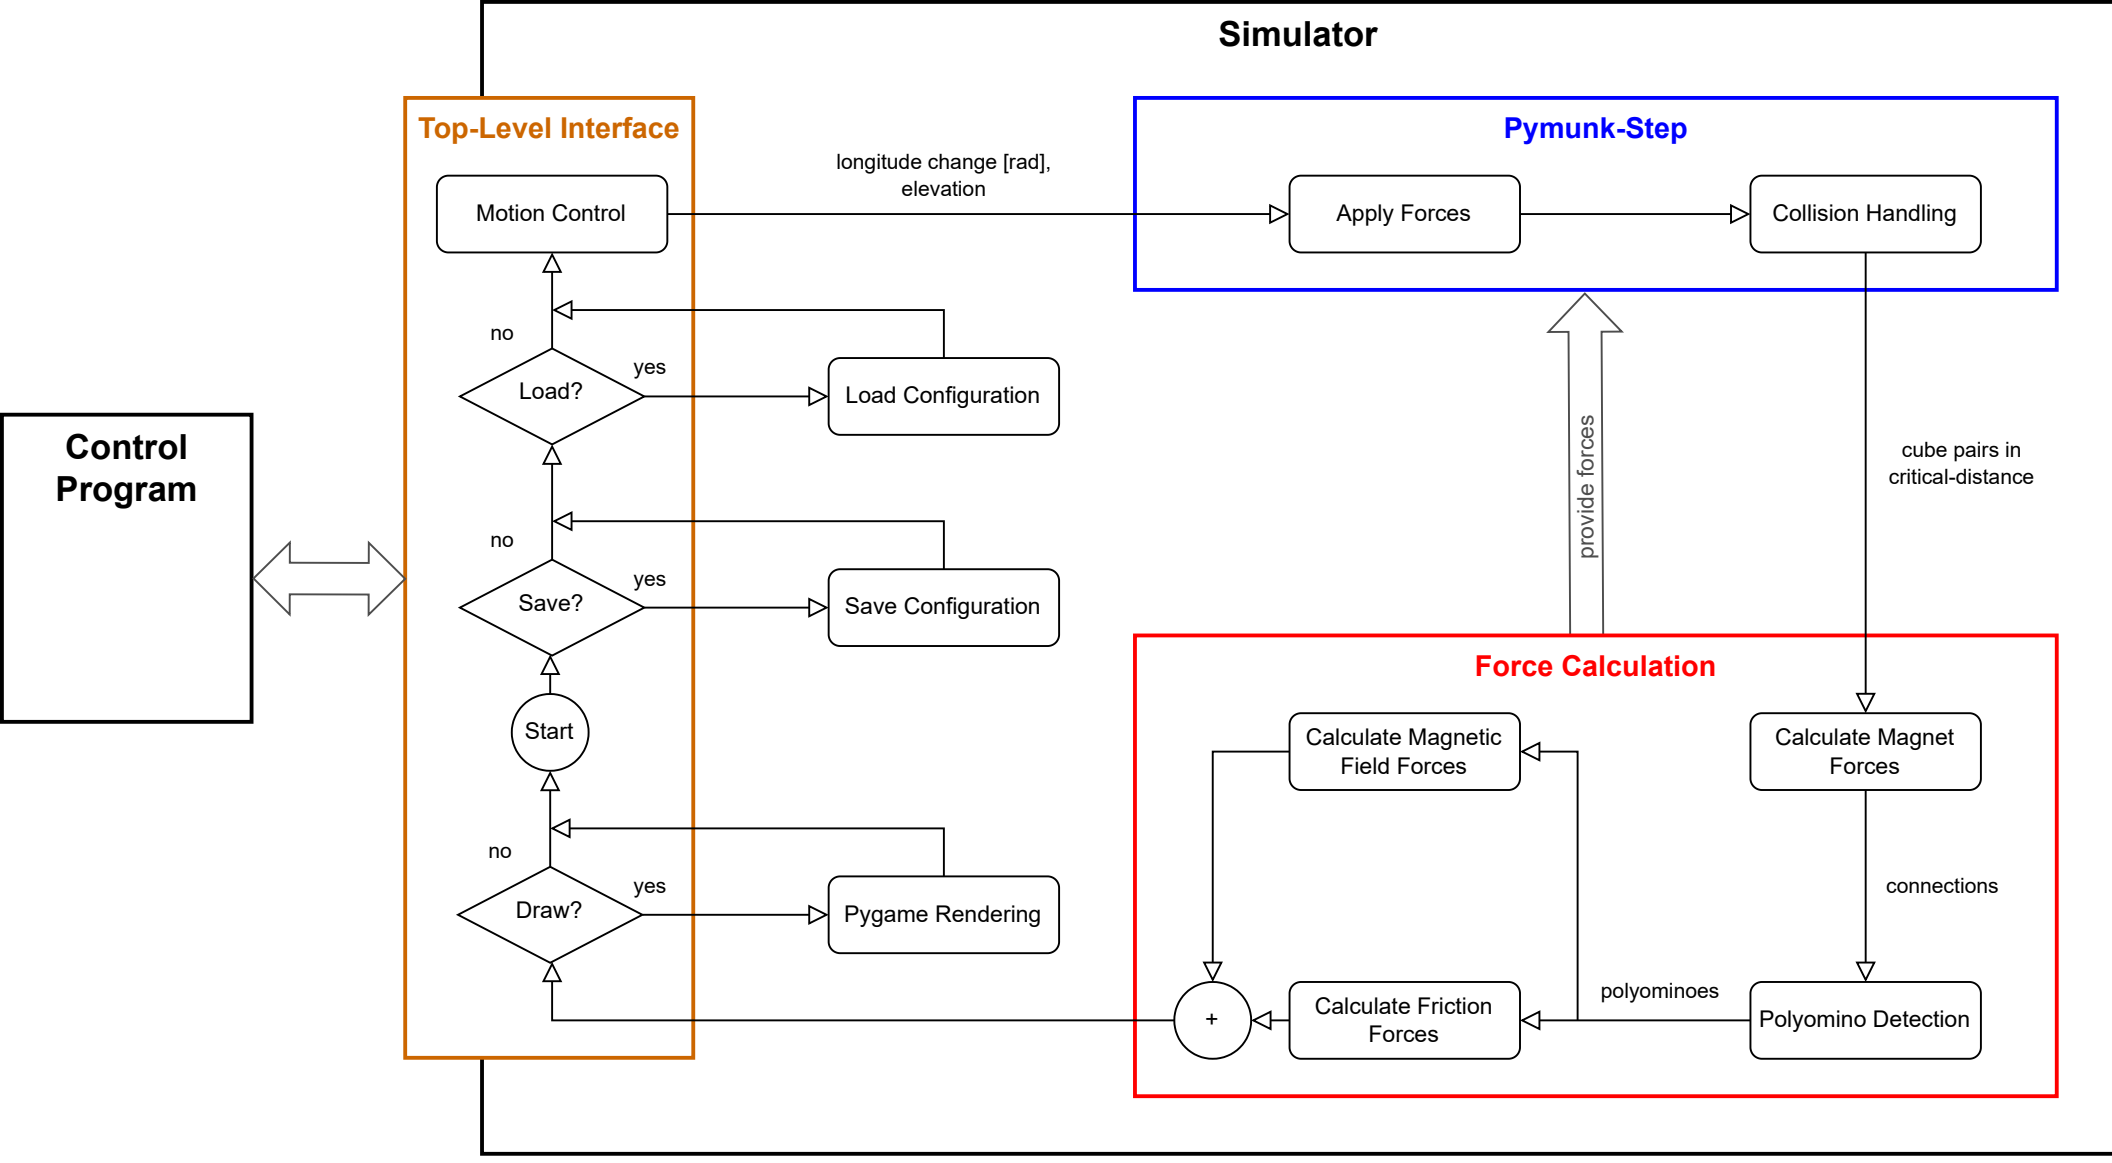 Simulator
Top-Level Interface
Pymunk-Step
longitude change [rad],
elevation
Motion Control
Apply Forces
Collision Handling
no
yes
Load?
Load Configuration
Control
Program
provide forces
cube pairs in
critical-distance
no
yes
Save?
Save Configuration
Force Calculation
Start
Calculate Magnetic
Field Forces
Calculate Magnet
Forces
no
yes
Draw?
Pygame Rendering
connections
polyominoes
+
Calculate Friction
Forces
Polyomino Detection